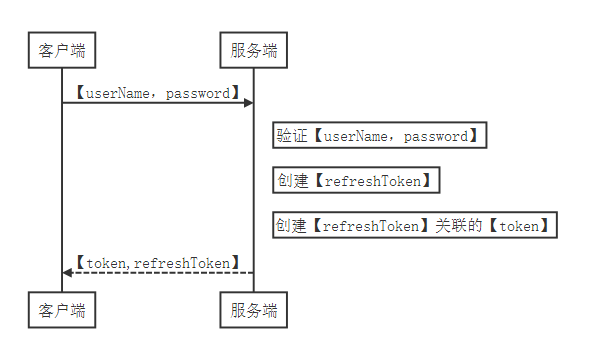 客户端 服务端
【userName，password】
验证【userName，password】
创建【refreshToken】
创建【refreshToken】关联的【token】
【token,refreshToken】
客户端 服务端